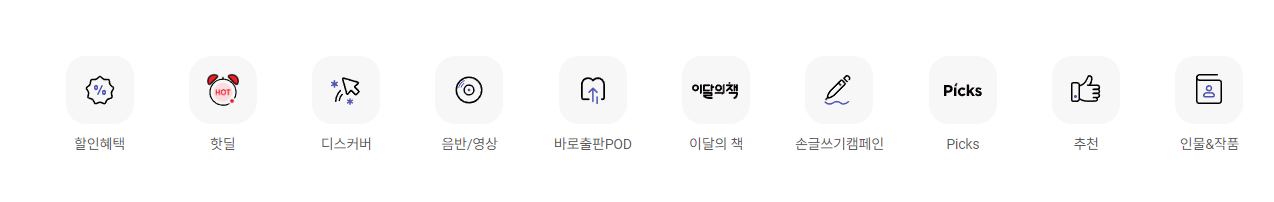 %
HOT
이달의책
Picks
할인혜택
핫딜
디스커버
음반/영상
바로출판POD
이달의 책
손글쓰기캠페인
Picks
추천
인물&작품